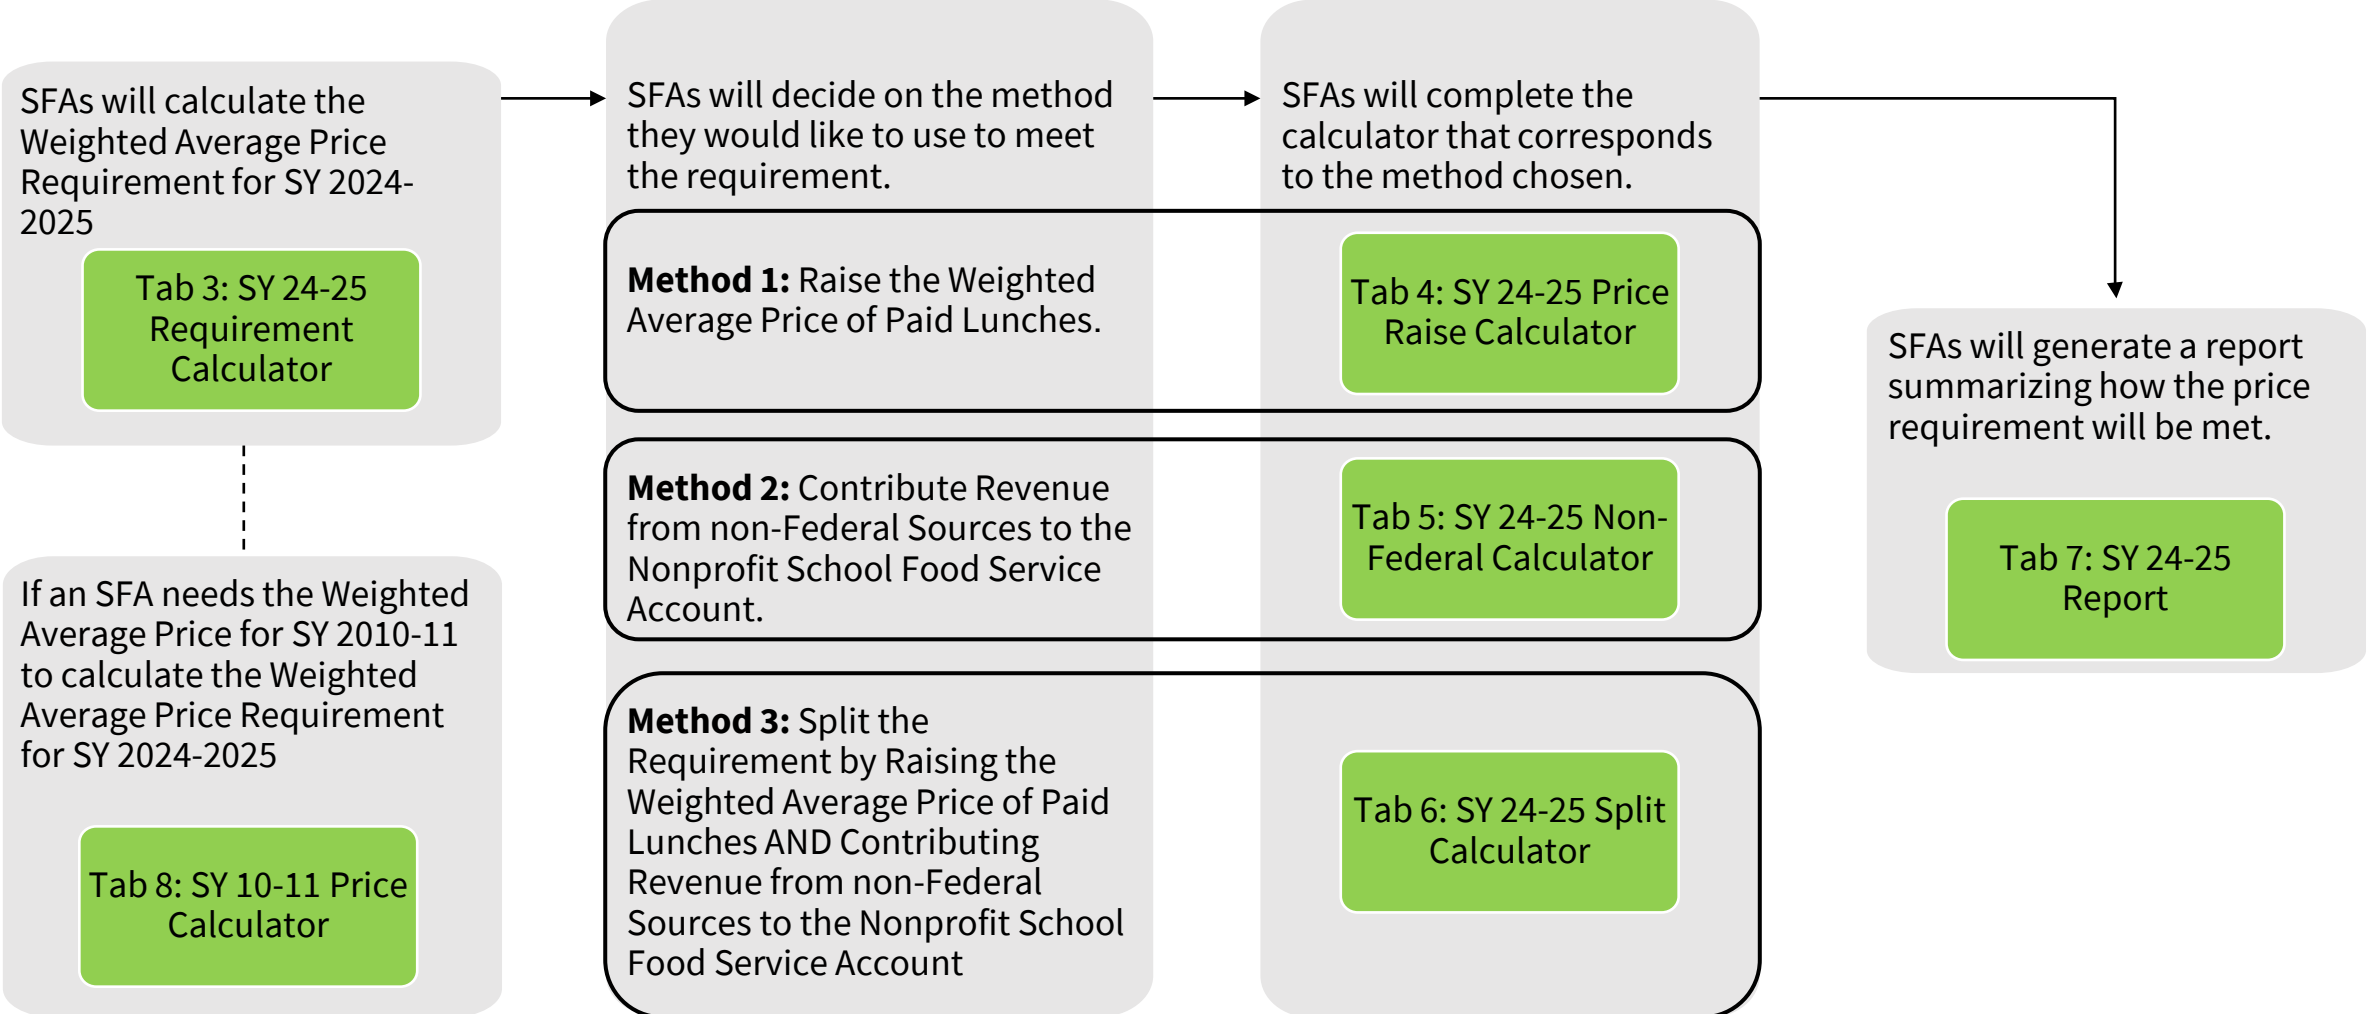 SFAs will calculate the
Weighted Average Price
Requirement for SY 2024-
2025
Tab 3: SY 24-25
Requirement
Calculator
If an SFA needs the Weighted
Average Price for SY 2010-11
to calculate the Weighted
Average Price Requirement
for SY 2024-2025
Tab 8: SY 10-11 Price
Calculator
SFAs will decide on the method
they would like to use to meet
the requirement.
Method 1: Raise the Weighted
Average Price of Paid Lunches.
Method 2: Contribute Revenue
from non-Federal Sources to the
Nonprofit School Food Service
Account.
Method 3: Split the
Requirement by Raising the
Weighted Average Price of Paid
Lunches AND Contributing
Revenue from non-Federal
Sources to the Nonprofit School
Food Service Account
SFAs will complete the
calculator that corresponds
to the method chosen.
Tab 4: SY 24-25 Price
Raise Calculator
Tab 5: SY 24-25 Non-
Federal Calculator
Tab 6: SY 24-25 Split
Calculator
SFAs will generate a report
summarizing how the price
requirement will be met.
Tab 7: SY 24-25
Report